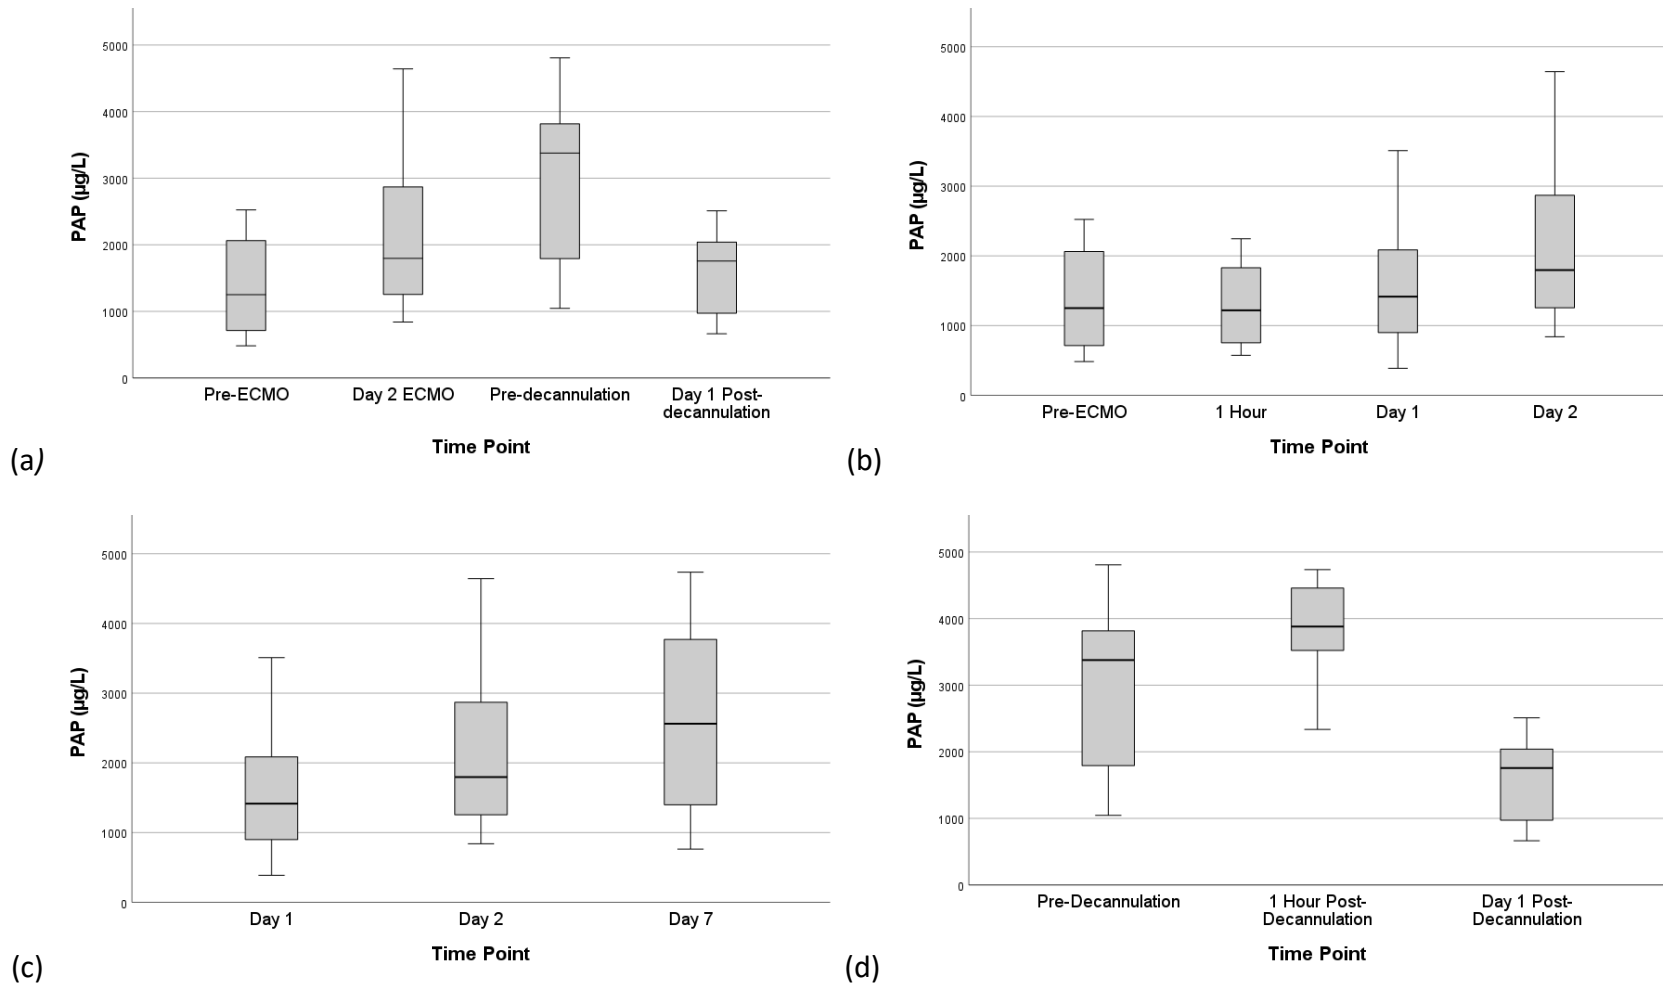 PAP (µg/L)
5000
4000
3000
2000
1000
0
Pre-ECMO
Day 2 ECMO
Pre-decannulation
Day 1 Post-
decannulation
Time Point
(a)
PAP (µg/L)
5000
4000
3000
2000
1000
0
Pre-ECMO
1 Hour
Day 1
Day 2
Time Point
(b)
PAP (µg/L)
5000
4000
3000
2000
1000
0
Day 1
Day 2
Day 7
Time Point
(c)
PAP (µg/L)
5000
4000
3000
2000
1000
0
Pre-Decannulation
1 Hour Post-
Decannulation
Day 1 Post-
Decannulation
Time Point
(d)